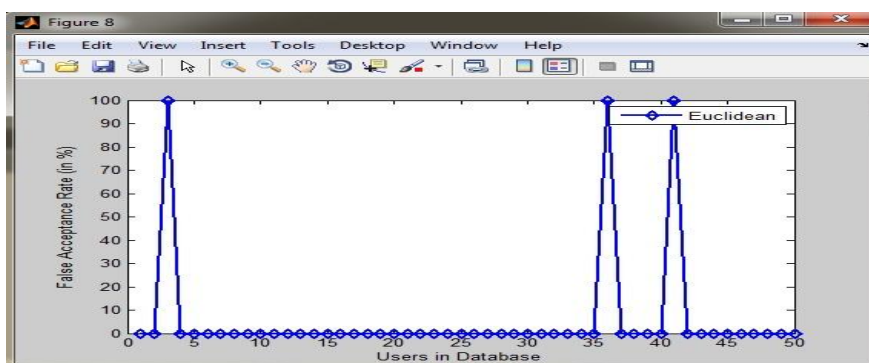 Figure 8
File Edit View Insert Tools Desktop Window Help
100
90
80
70
60
50
40
30
20
10
0
False Acceptance Rate (in %)
Euclidean
0 5 10 15 20 25 30 35 40 45 50
Users in Database